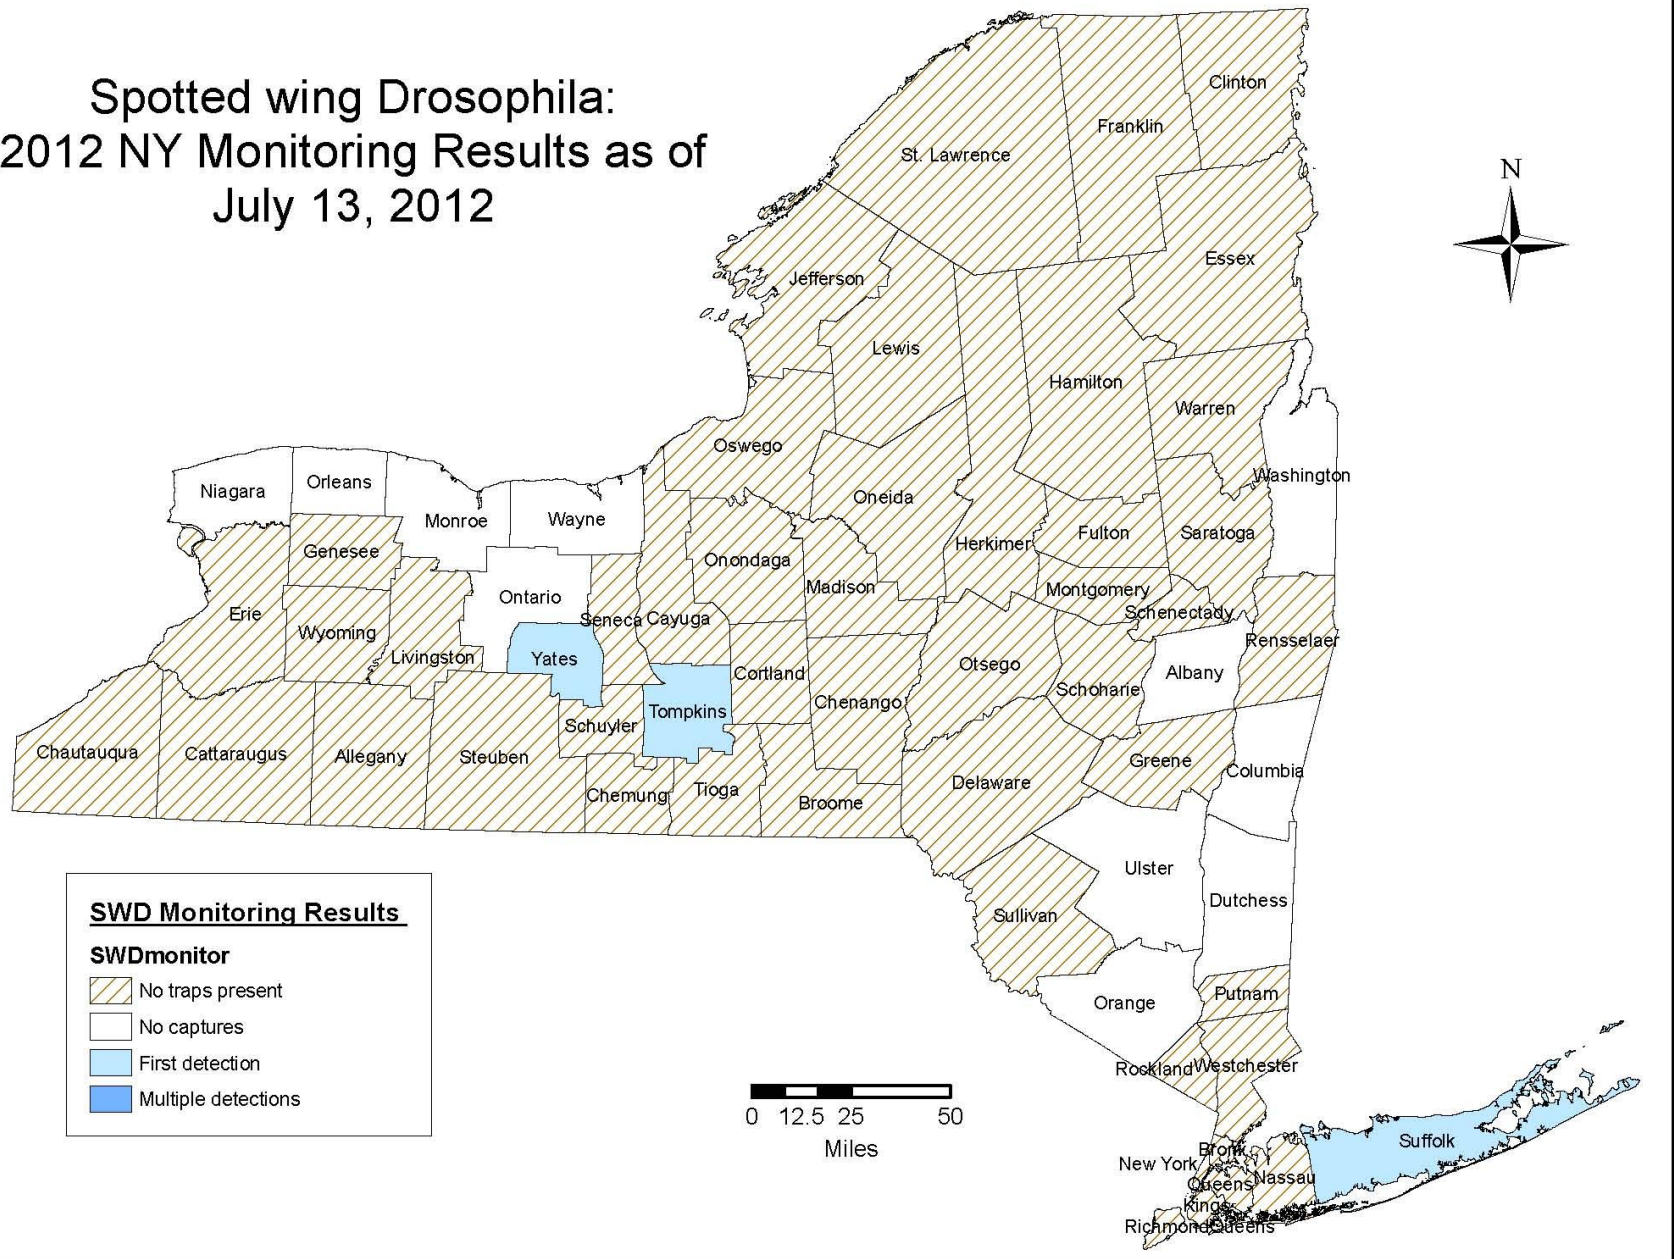 Spotted wing Drosophila:
2012 NY Monitoring Results as of
July 13, 2012
N
Clinton
Franklin
St. Lawrence
Essex
Jefferson
Lewis
Hamilton
Warren
Oswego
Washington
Orleans
Niagara
Oneida
Wayne
Monroe
Fulton
Saratoga
Herkimer
Genesee
Onondaga
Madison
Montgomery
Ontario
Schenectady
Erie
Seneca
Cayuga
Wyoming
Rensselaer
Livingston
Yates
Otsego
Albany
Cortland
Schoharie
Chenango
Tompkins
Schuyler
Chautauqua
Cattaraugus
Allegany
Steuben
Greene
Columbia
Delaware
Tioga
Chemung
Broome
Ulster
Dutchess
Sullivan
Putnam
Orange
Rockland
Westchester
Suffolk
Bronx
New York
Nassau
Queens
Kings
Richmond
Queens
SWD Monitoring Results
SWDmonitor
No traps present
No captures
First detection
Multiple detections
0 12.5 25 50
Miles